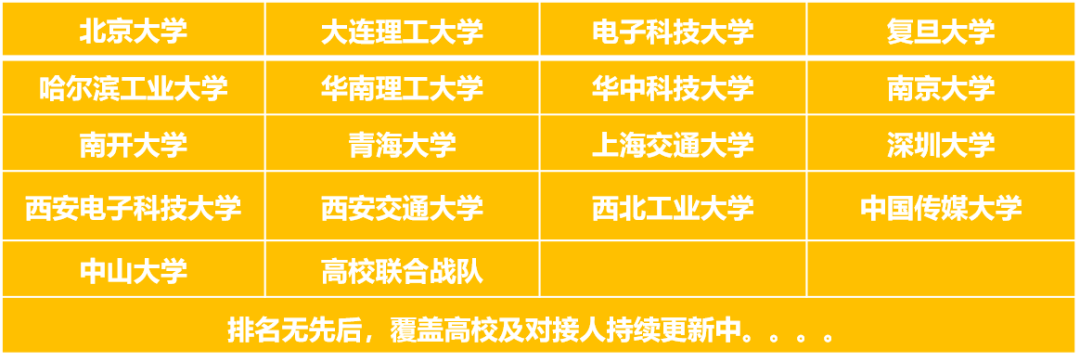 北京大学 大连理工大学 电子科技大学 复旦大学
哈尔滨工业大学 华南理工大学 华中科技大学 南京大学
南开大学 青海大学 上海交通大学 深圳大学
西安电子科技大学 西安交通大学 西北工业大学 中国传媒大学
中山大学 高校联合战队
排名无先后，覆盖高校及对接人持续更新中。。。。